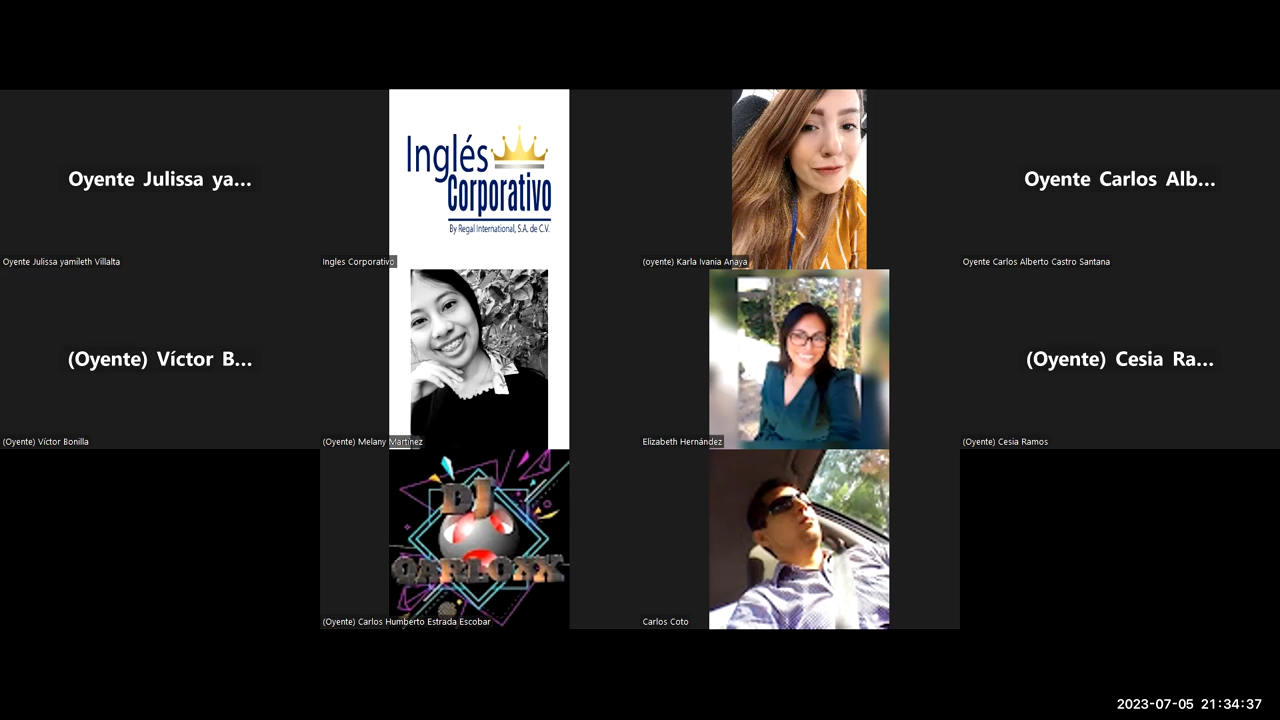 Oyente Julissa ya...
Oyente Julissa yamileth Villalta
Inglés
Corporativo
By Regal International, S.A. de C.V.
Ingles Corporativo
(oyente) Karla Ivania Anaya
Oyente Carlos Alb...
Oyente Carlos Alberto Castro Santana
(Oyente) Víctor B...
(Oyente) Víctor Bonilla
(Oyente) Melany Martínez
Elizabeth Hernández
(Oyente) Cesia Ra...
(Oyente) Cesia Ramos
DJ
QARLOXX
(Oyente) Carlos Humberto Estrada Escobar
Carlos Coto
2023-07-05 21:34:37